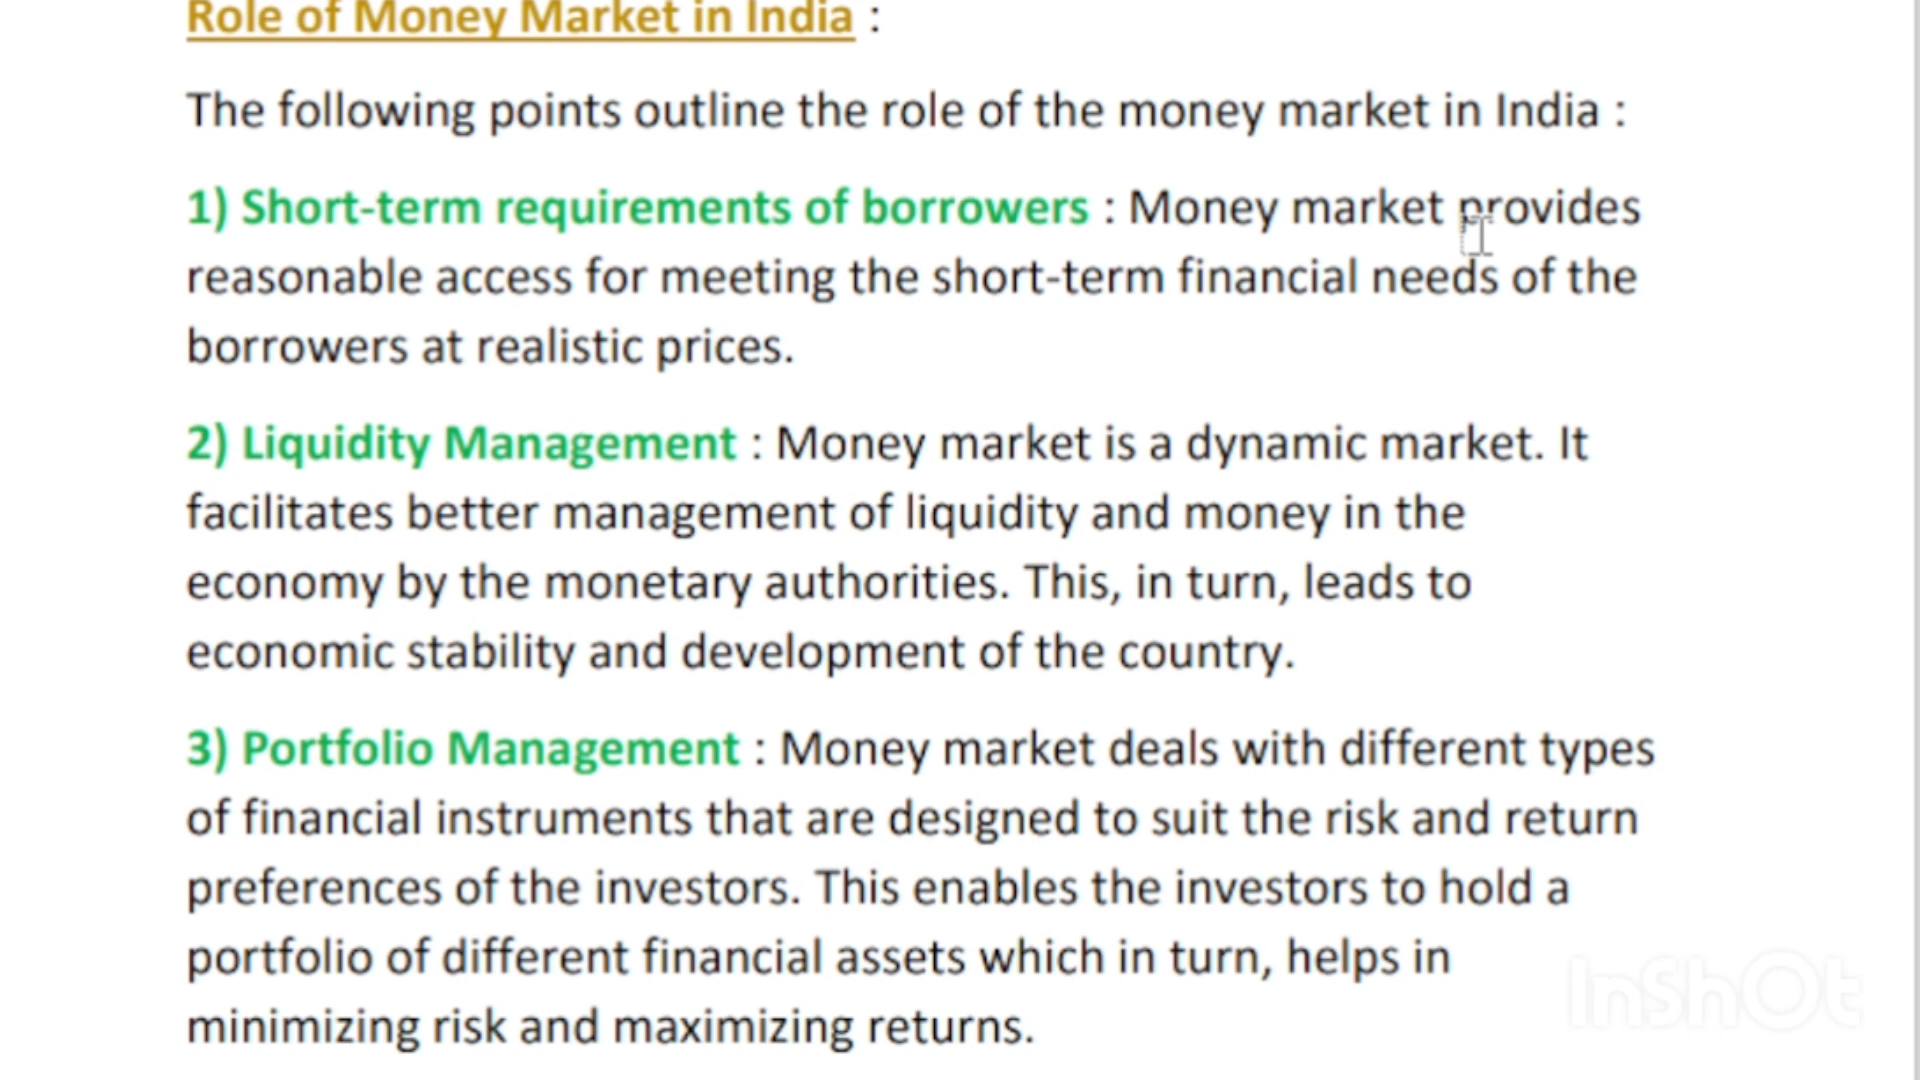 Role of Money Market in India :
The following points outline the role of the money market in India :
1) Short-term requirements of borrowers : Money market provides
reasonable access for meeting the short-term financial needs of the
borrowers at realistic prices.
2) Liquidity Management : Money market is a dynamic market. It
facilitates better management of liquidity and money in the
economy by the monetary authorities. This, in turn, leads to
economic stability and development of the country.
3) Portfolio Management : Money market deals with different types
of financial instruments that are designed to suit the risk and return
preferences of the investors. This enables the investors to hold a
portfolio of different financial assets which in turn, helps in
minimizing risk and maximizing returns.
InShOt